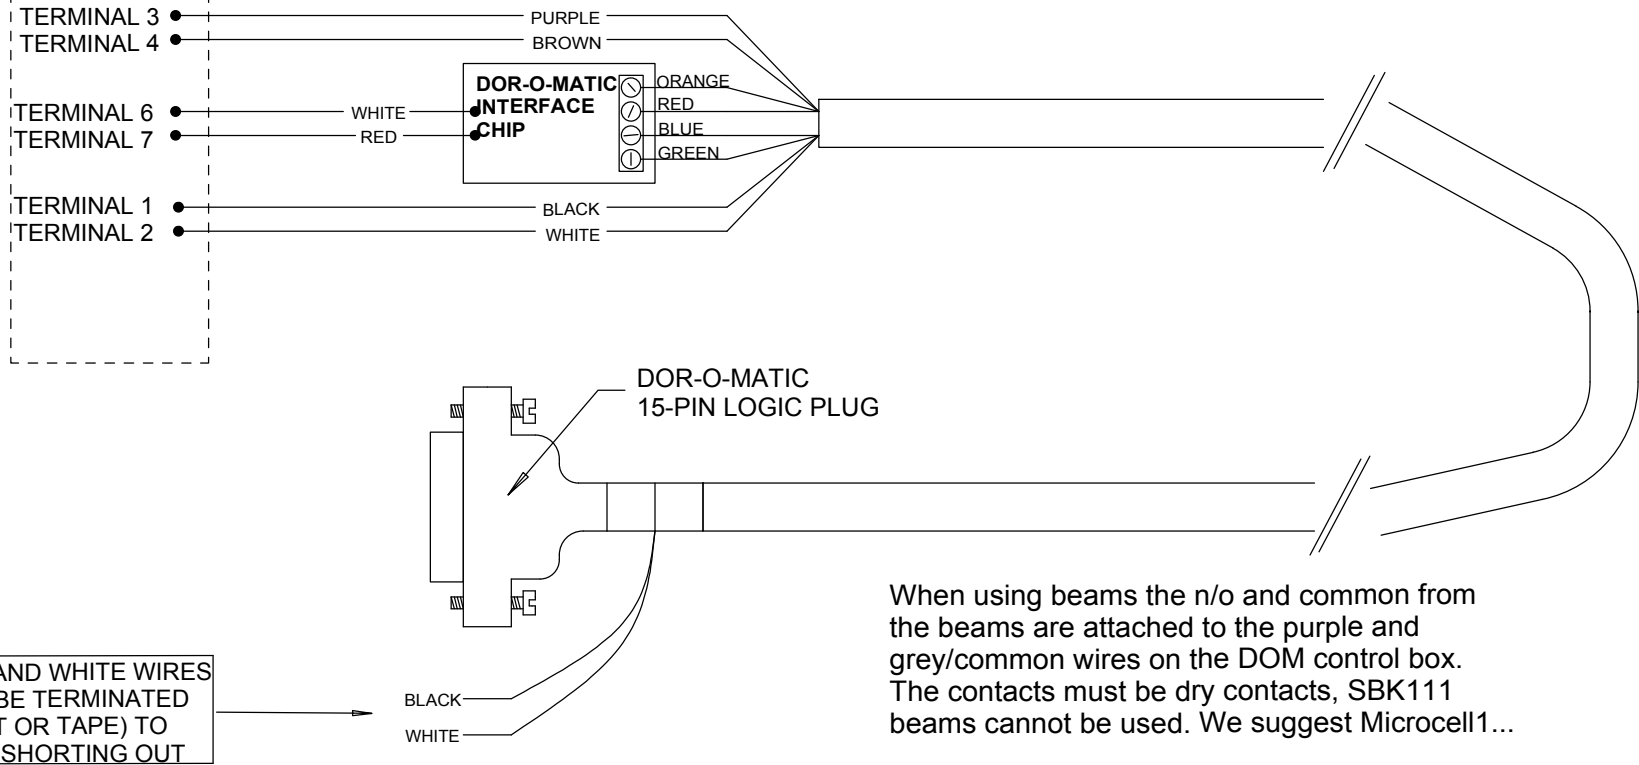 TERMINAL 3
PURPLE
TERMINAL 4
BROWN
DOR-O-MATIC
INTERFACE
CHIP
ORANGE
RED
BLUE
GREEN
TERMINAL 6
WHITE
TERMINAL 7
RED
TERMINAL 1
BLACK
TERMINAL 2
WHITE
DOR-O-MATIC
15-PIN LOGIC PLUG
When using beams the n/o and common from
the beams are attached to the purple and
grey/common wires on the DOM control box.
The contacts must be dry contacts, SBK111
beams cannot be used. We suggest Microcell1...
AND WHITE WIRES
BE TERMINATED
OR TAPE) TO
SHORTING OUT
BLACK
WHITE